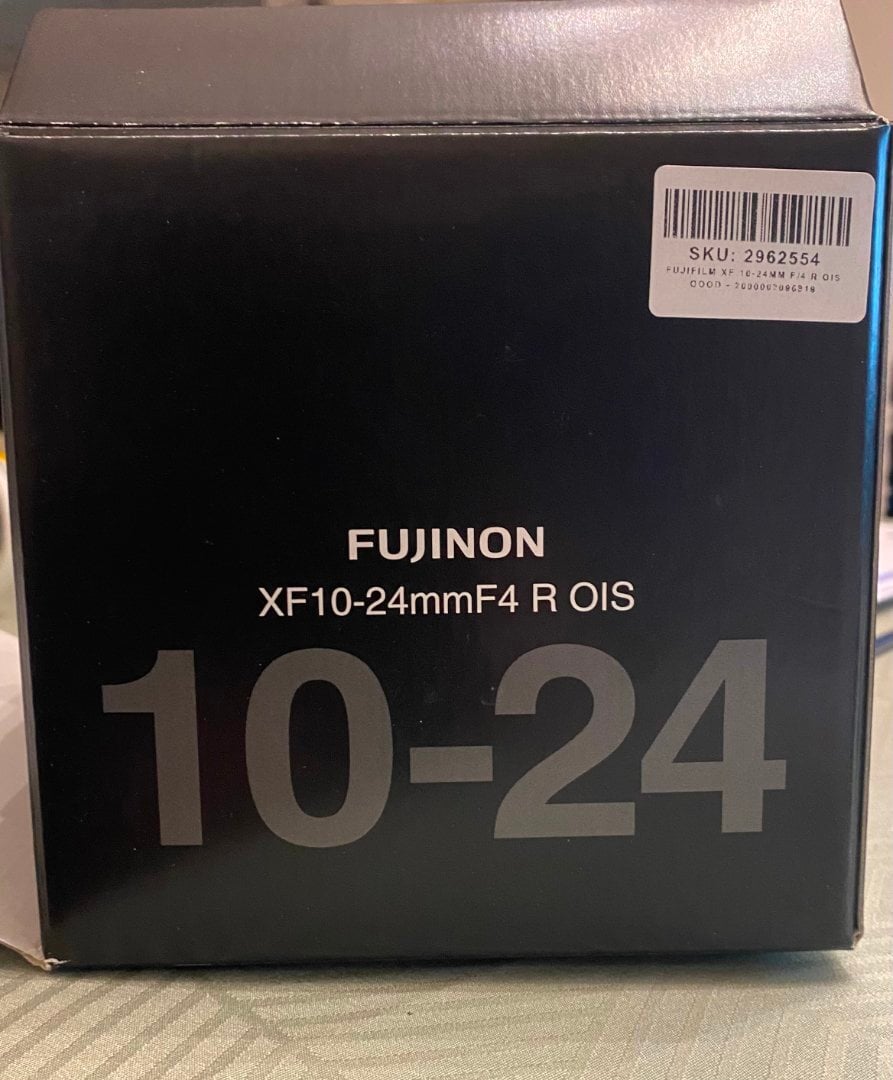 SKU: 2962554
FUJIFILM XF 10-24MM F/4 R OIS
GOOD -
FUJINON
XF10-24mmF4 R OIS
10-24